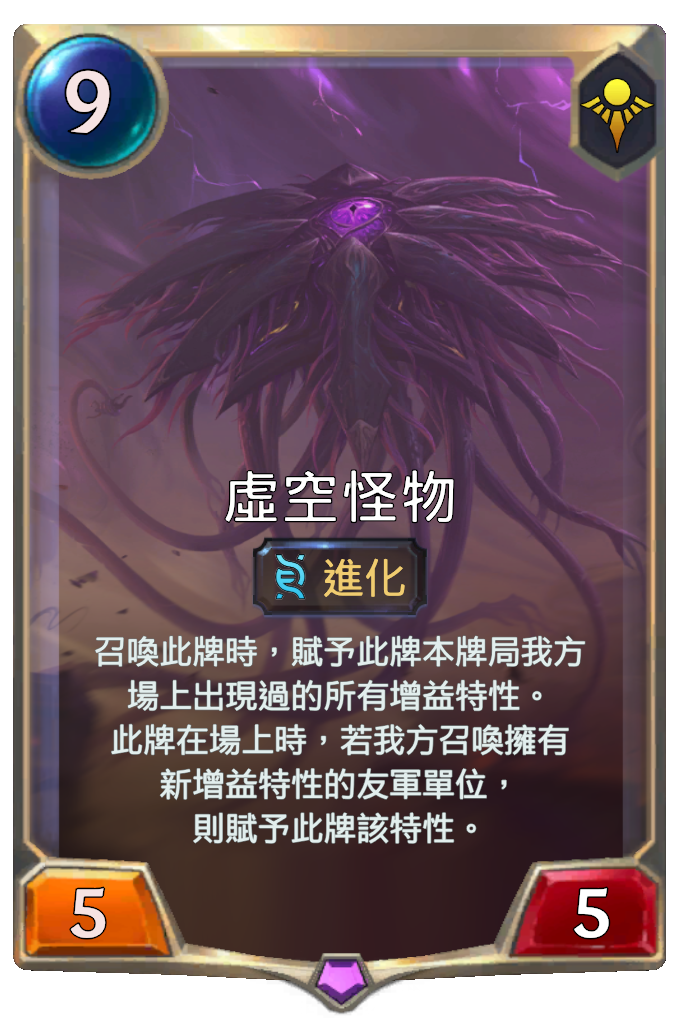 9
虛空怪物
進化
召喚此牌時，賦予此牌本牌局我方
場上出現過的所有增益特性。
此牌在場上時，若我方召喚擁有
新增益特性的友軍單位，
則賦予此牌該特性。
5
5